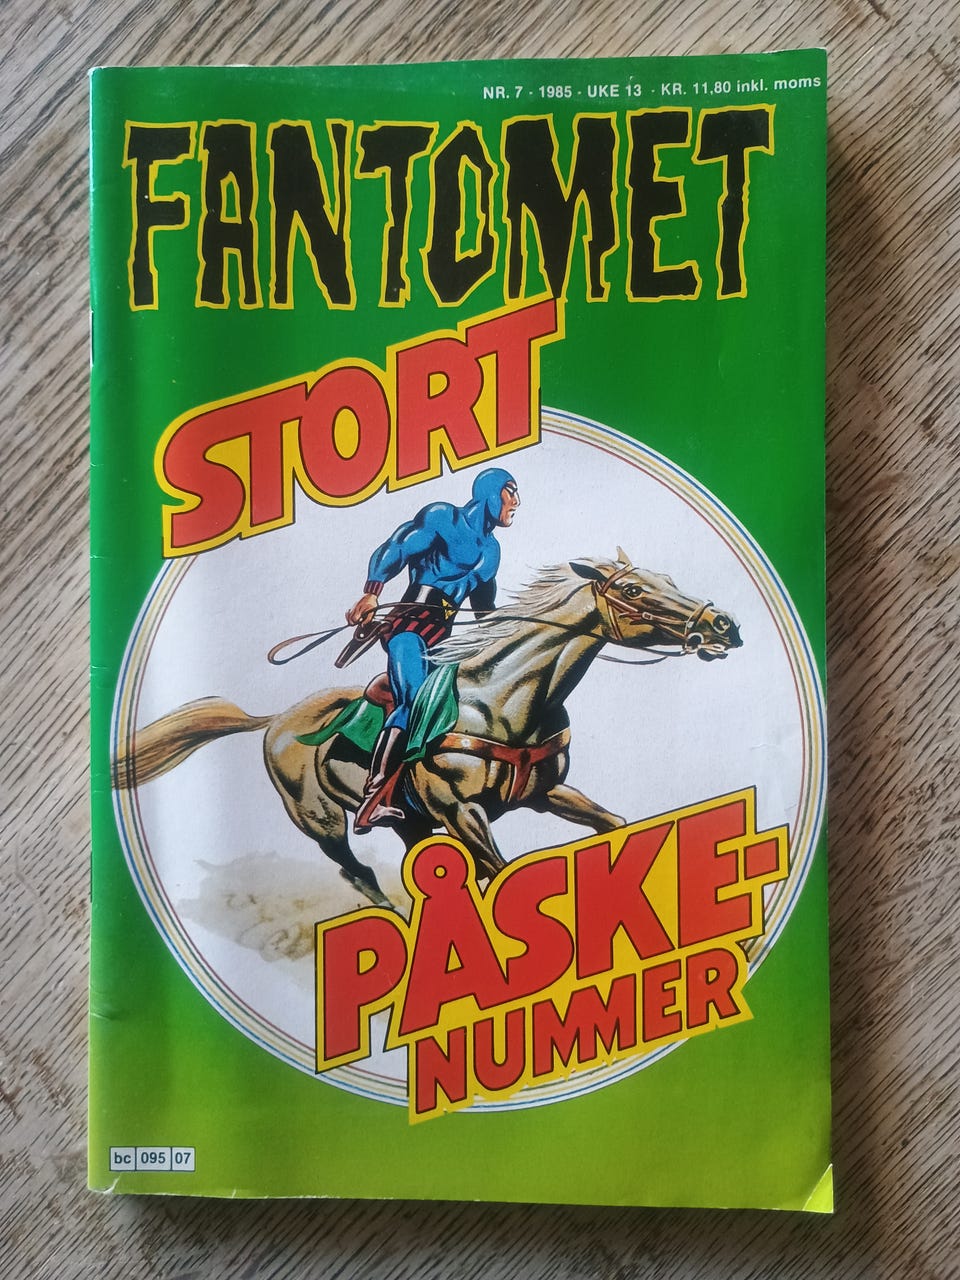 NR. 7 - 1985 - UKE 13 - KR. 11,80 inkl. moms
FANTOMET
STORT
PÅSKE-
NUMMER
bc 095 07